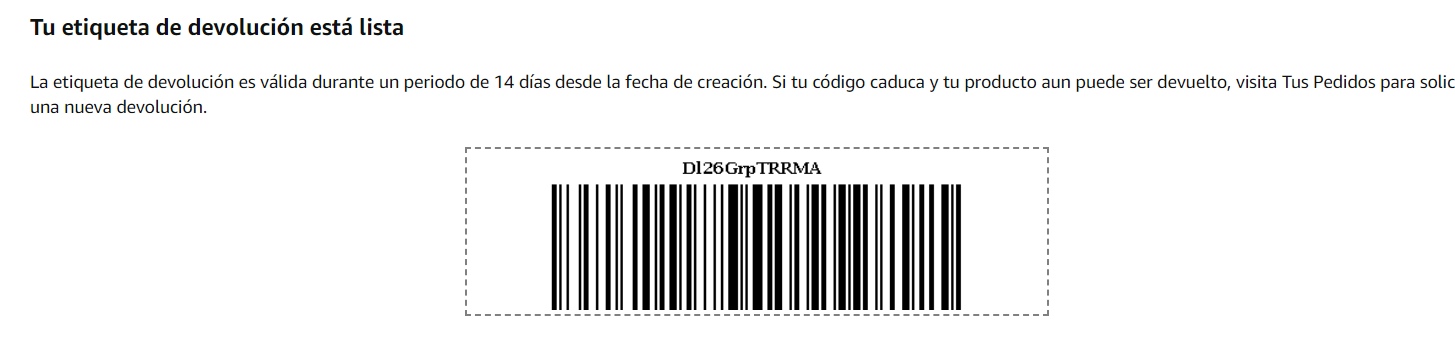 Tu etiqueta de devolución está lista
La etiqueta de devolución es válida durante un periodo de 14 días desde la fecha de creación. Si tu código caduca y tu producto aun puede ser devuelto, visita Tus Pedidos para solic
una nueva devolución.
Dl26GrpTRRMA